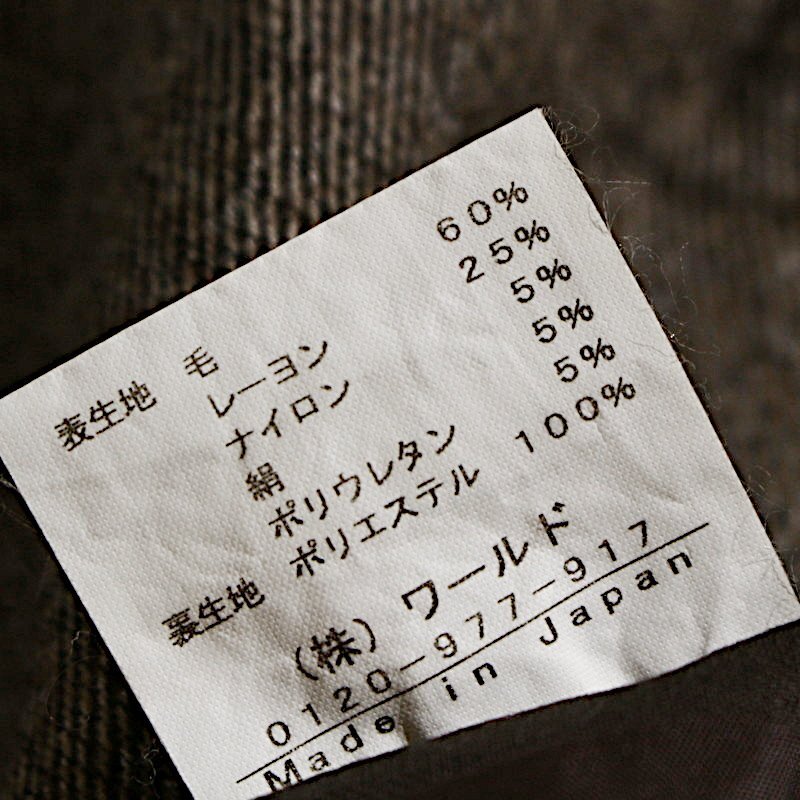 表生地 毛 60%
レーヨン 25%
ナイロン 5%
絹 5%
ポリウレタン 5%
裏生地 ポリエステル 100%
（株）ワールド
0120-977-917
Made in Japan